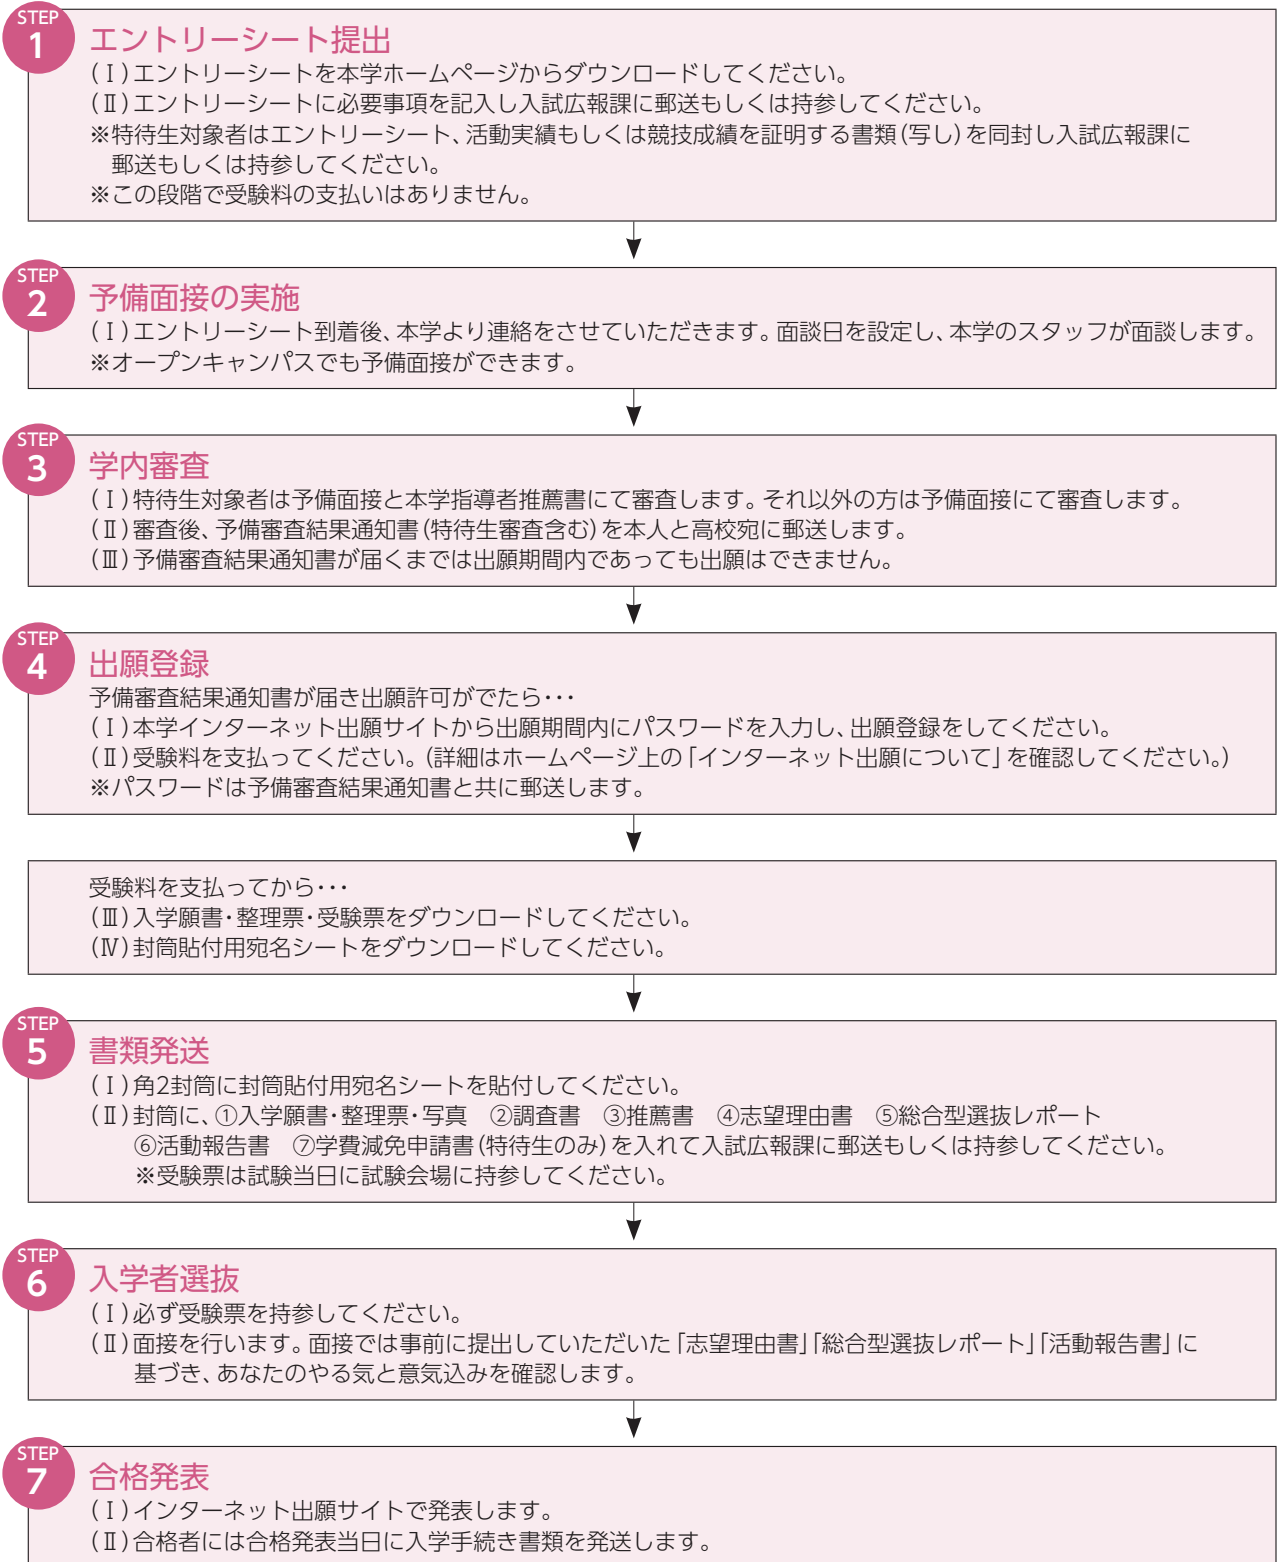 STEP
1
エントリーシート提出
(Ⅰ)エントリーシートを本学ホームページからダウンロードしてください。
(Ⅱ)エントリーシートに必要事項を記入し入試広報課に郵送もしくは持参してください。
※特待生対象者はエントリーシート、活動実績もしくは競技成績を証明する書類(写し)を同封し入試広報課に
郵送もしくは持参してください。
※この段階で受験料の支払いはありません。
STEP
2
予備面接の実施
(Ⅰ)エントリーシート到着後、本学より連絡をさせていただきます。面談日を設定し、本学のスタッフが面談します。
※オープンキャンパスでも予備面接ができます。
STEP
3
学内審査
(Ⅰ)特待生対象者は予備面接と本学指導者推薦書にて審査します。それ以外の方は予備面接にて審査します。
(Ⅱ)審査後、予備審査結果通知書(特待生審査含む)を本人と高校宛に郵送します。
(Ⅲ)予備審査結果通知書が届くまでは出願期間内であっても出願はできません。
STEP
4
出願登録
予備審査結果通知書が届き出願許可がでたら・・・
(Ⅰ)本学インターネット出願サイトから出願期間内にパスワードを入力し、出願登録をしてください。
(Ⅱ)受験料を支払ってください。(詳細はホームページ上の「インターネット出願について」を確認してください。)
※パスワードは予備審査結果通知書と共に郵送します。
受験料を支払ってから・・・
(Ⅲ)入学願書・整理票・受験票をダウンロードしてください。
(Ⅳ)封筒貼付用宛名シートをダウンロードしてください。
STEP
5
書類発送
(Ⅰ)角2封筒に封筒貼付用宛名シートを貼付してください。
(Ⅱ)封筒に、①入学願書・整理票・写真　②調査書　③推薦書　④志望理由書　⑤総合型選抜レポート
⑥活動報告書　⑦学費減免申請書(特待生のみ)を入れて入試広報課に郵送もしくは持参してください。
※受験票は試験当日に試験会場に持参してください。
STEP
6
入学者選抜
(Ⅰ)必ず受験票を持参してください。
(Ⅱ)面接を行います。面接では事前に提出していただいた「志望理由書」「総合型選抜レポート」「活動報告書」に
基づき、あなたのやる気と意気込みを確認します。
STEP
7
合格発表
(Ⅰ)インターネット出願サイトで発表します。
(Ⅱ)合格者には合格発表当日に入学手続き書類を発送します。